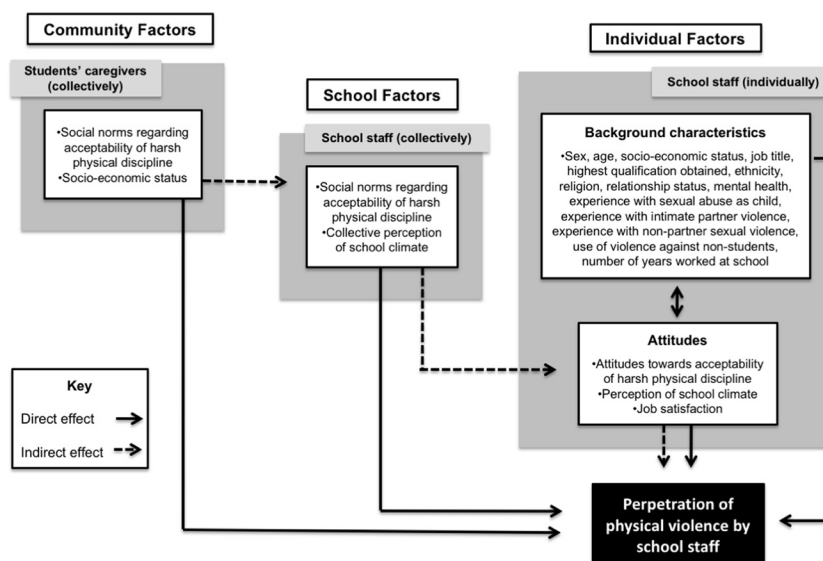 Community Factors
Students' caregivers
(collectively)
•Social norms regarding
acceptability of harsh
physical discipline
•Socio-economic status
School Factors
School staff (collectively)
•Social norms regarding
acceptability of harsh
physical discipline
•Collective perception
of school climate
Individual Factors
School staff (individually)
Background characteristics
•Sex, age, socio-economic status, job title,
highest qualification obtained, ethnicity,
religion, relationship status, mental health,
experience with sexual abuse as child,
experience with intimate partner violence,
experience with non-partner sexual violence,
use of violence against non-students,
number of years worked at school
Attitudes
•Attitudes towards acceptability
of harsh physical discipline
•Perception of school climate
•Job satisfaction
Key
Direct effect
Indirect effect
Perpetration of
physical violence by
school staff